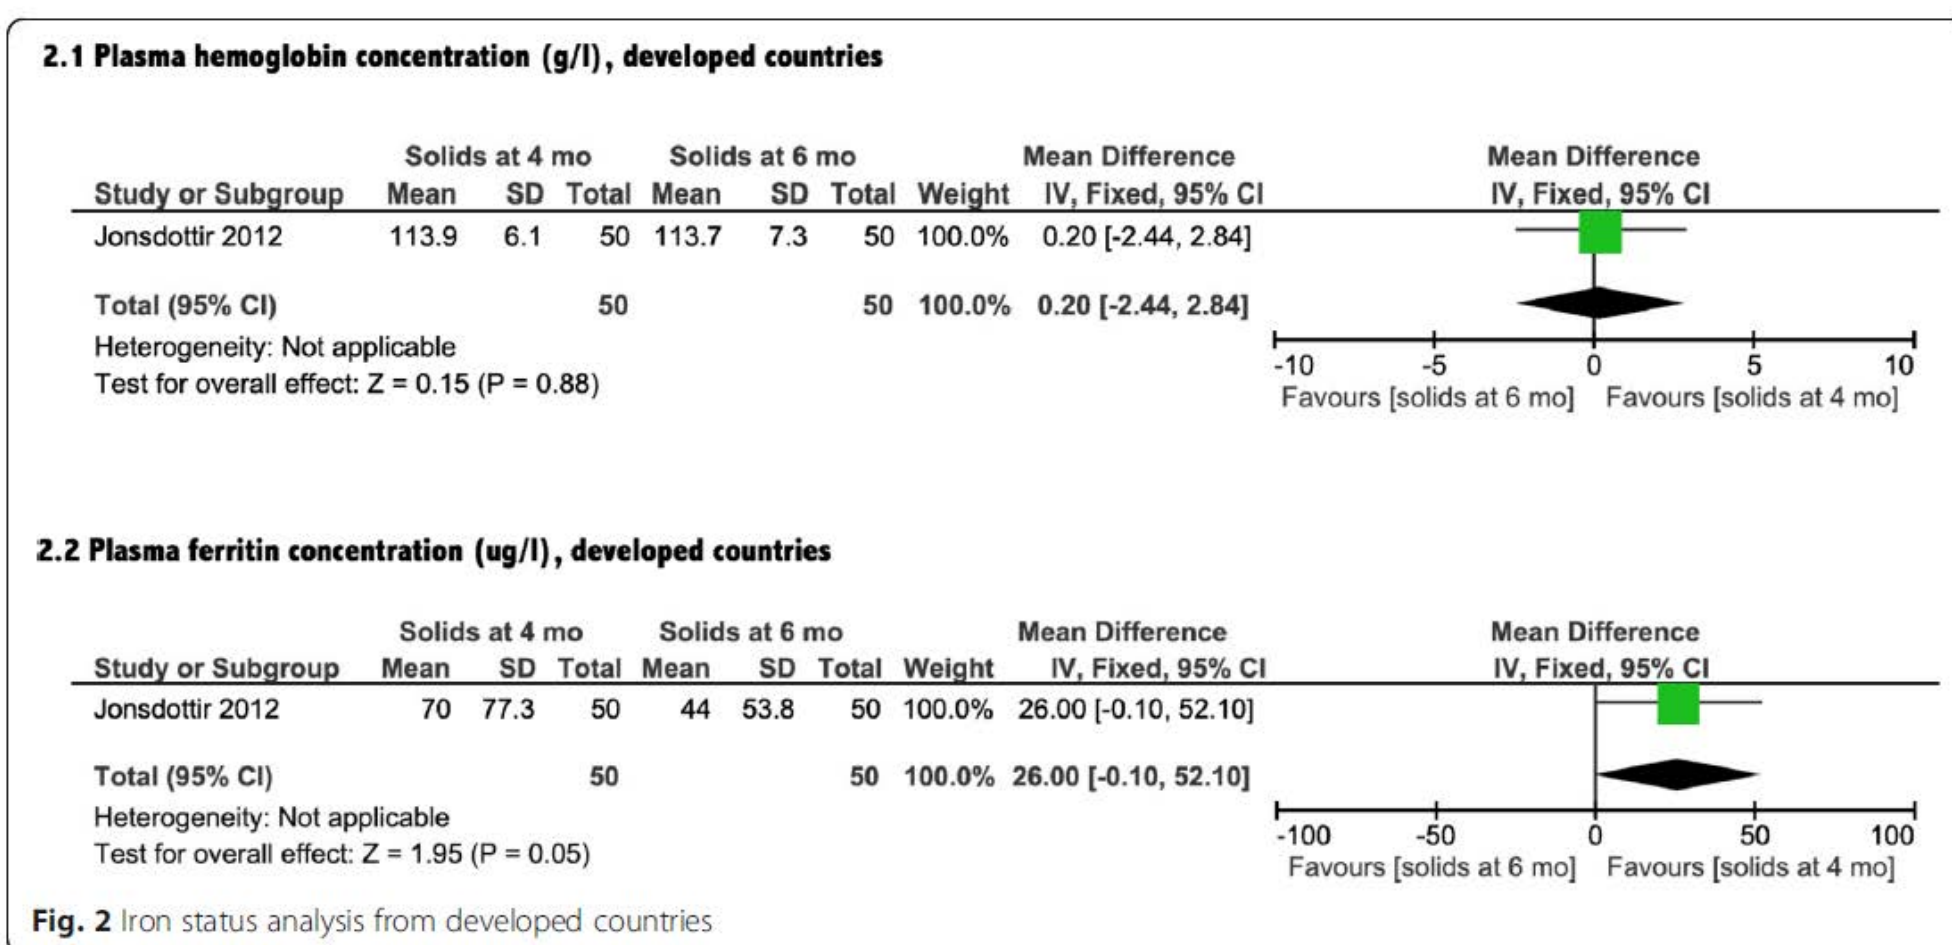 2.1 Plasma hemoglobin concentration (g/l), developed countries
Solids at 4 mo Solids at 6 mo Mean Difference Mean Difference
Study or Subgroup Mean SD Total Mean SD Total Weight IV, Fixed, 95% CI IV, Fixed, 95% CI
Jonsdottir 2012 113.9 6.1 50 113.7 7.3 50 100.0% 0.20 [-2.44, 2.84]
Total (95% CI) 50 50 100.0% 0.20 [-2.44, 2.84]
Heterogeneity: Not applicable
Test for overall effect: Z = 0.15 (P = 0.88)
-10 -5 0 5 10
Favours [solids at 6 mo] Favours [solids at 4 mo]
2.2 Plasma ferritin concentration (ug/l), developed countries
Solids at 4 mo Solids at 6 mo Mean Difference Mean Difference
Study or Subgroup Mean SD Total Mean SD Total Weight IV, Fixed, 95% CI IV, Fixed, 95% CI
Jonsdottir 2012 70 77.3 50 44 53.8 50 100.0% 26.00 [-0.10, 52.10]
Total (95% CI) 50 50 100.0% 26.00 [-0.10, 52.10]
Heterogeneity: Not applicable
Test for overall effect: Z = 1.95 (P = 0.05)
-100 -50 0 50 100
Favours [solids at 6 mo] Favours [solids at 4 mo]
Fig. 2 Iron status analysis from developed countries